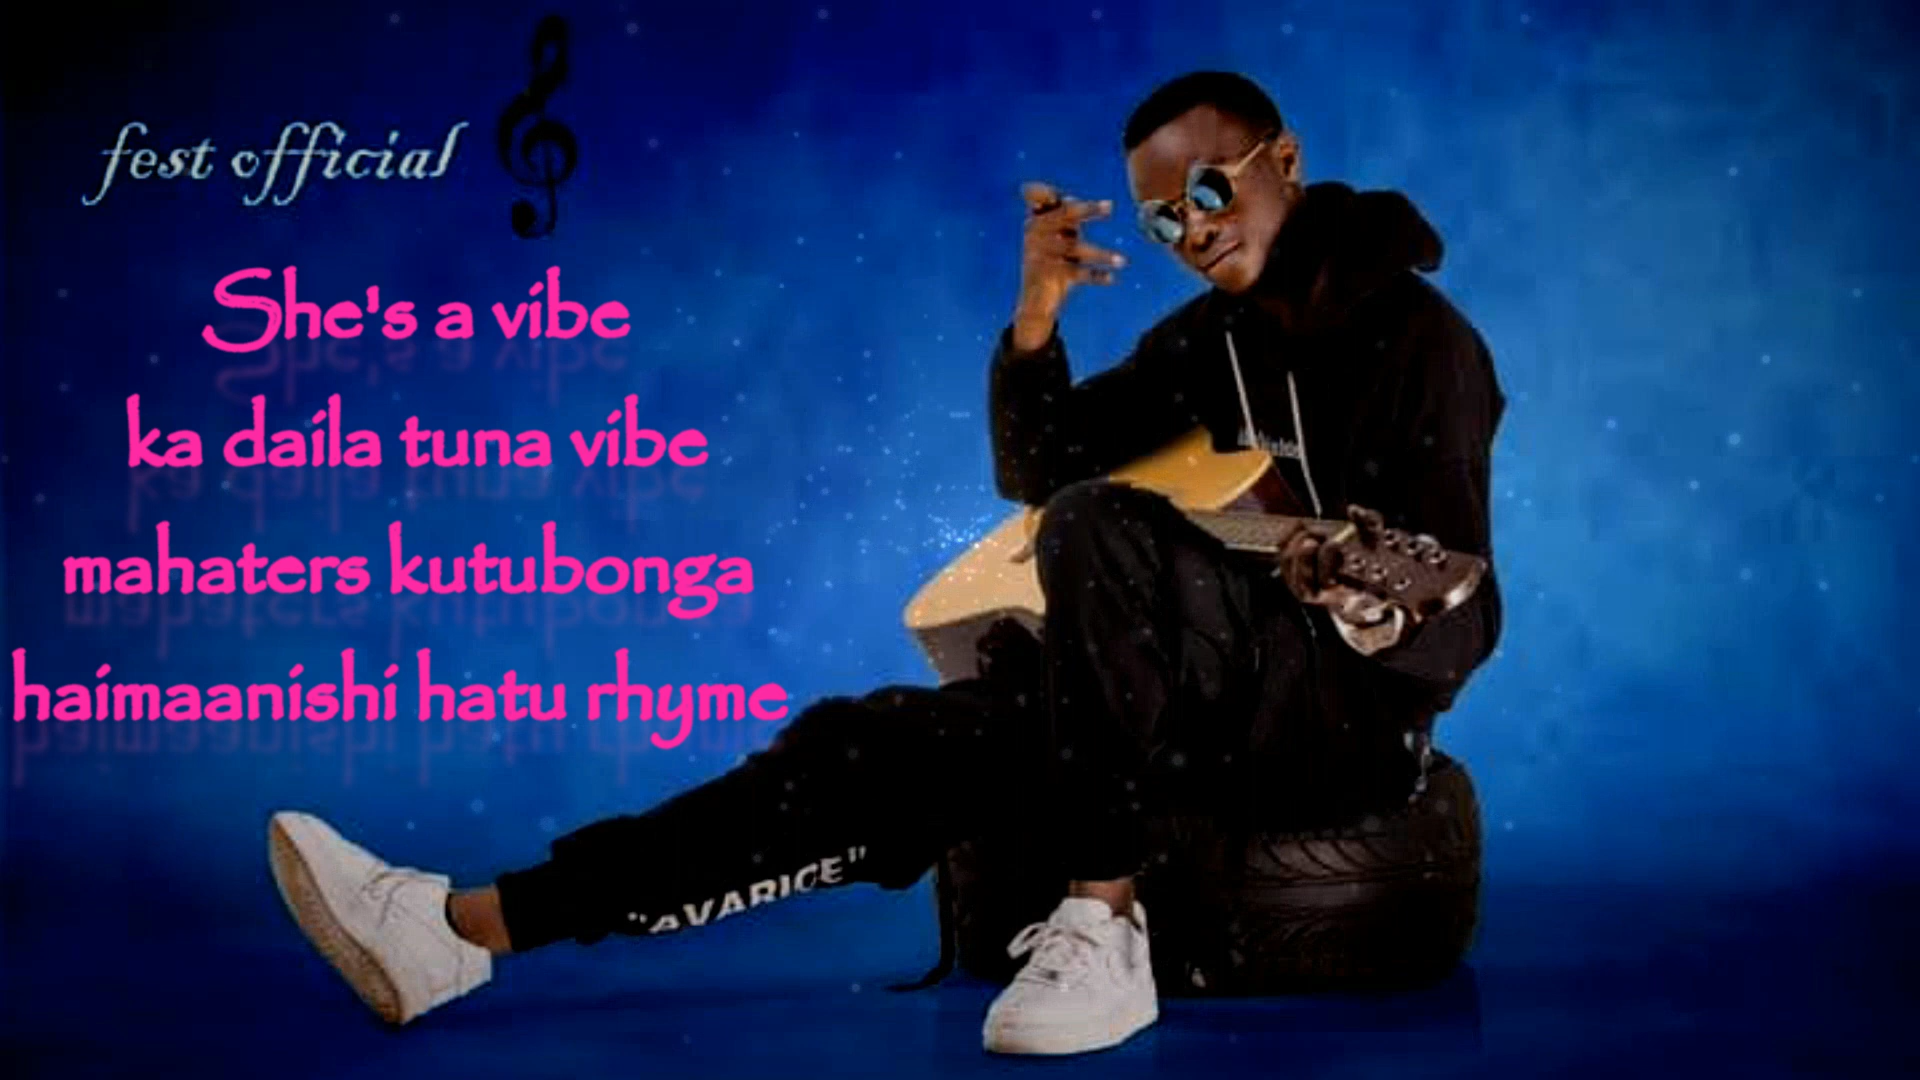 fest official
She's a vibe
ka daila tuna vibe
mahaters kutubonga
haimaanishi hatu rhyme
"AVARICE"